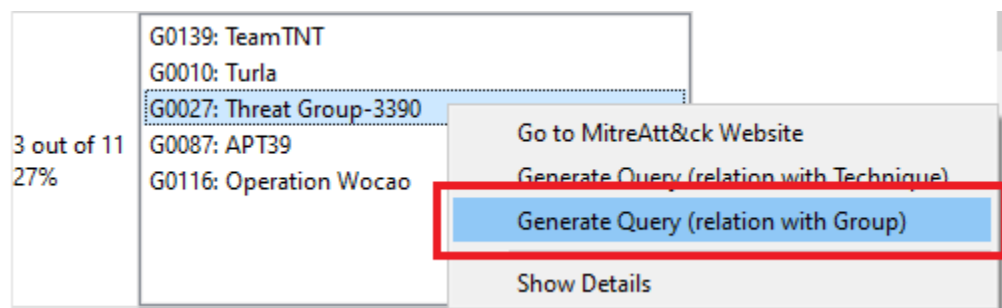 3 out of 11
27%
G0139: TeamTNT
G0010: Turla
G0027: Threat Group-3390
G0087: APT39
G0116: Operation Wocao
Go to MitreAtt&ck Website
Generate Query (relation with Technique)
Generate Query (relation with Group)
Show Details